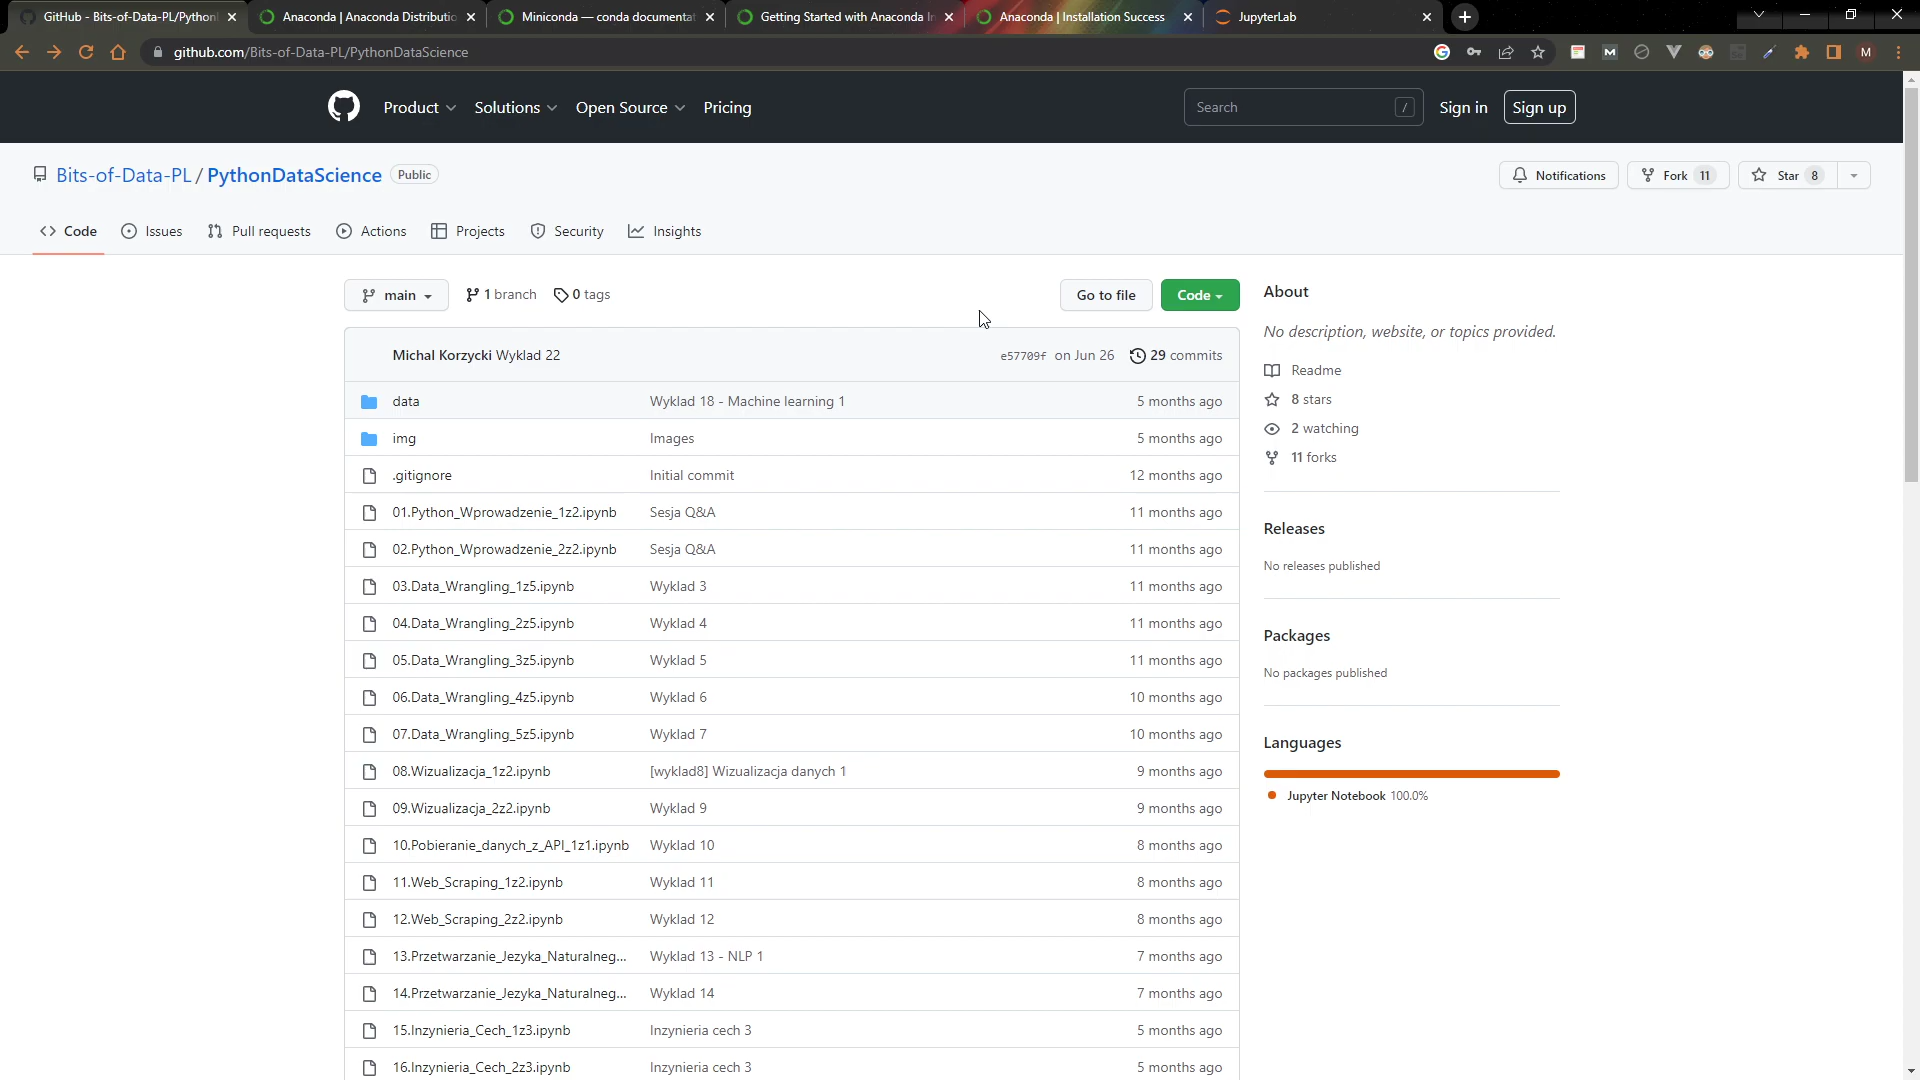 GitHub - Bits-of-Data-PL/Python
Anaconda | Anaconda Distributio
Miniconda — conda documentat
Getting Started with Anaconda In
Anaconda | Installation Success
JupyterLab
github.com/Bits-of-Data-PL/PythonDataScience
M
M
Product
Solutions
Open Source
Pricing
Search
/
Sign in
Sign up
Bits-of-Data-PL / PythonDataScience
Public
Notifications
Fork 11
Star 8
Code
Issues
Pull requests
Actions
Projects
Security
Insights
main
1 branch
0 tags
Go to file
Code
Michal Korzycki Wyklad 22
e57709f on Jun 26
29 commits
data Wyklad 18 - Machine learning 1 5 months ago
img Images 5 months ago
.gitignore Initial commit 12 months ago
01.Python_Wprowadzenie_1z2.ipynb Sesja Q&A 11 months ago
02.Python_Wprowadzenie_2z2.ipynb Sesja Q&A 11 months ago
03.Data_Wrangling_1z5.ipynb Wyklad 3 11 months ago
04.Data_Wrangling_2z5.ipynb Wyklad 4 11 months ago
05.Data_Wrangling_3z5.ipynb Wyklad 5 11 months ago
06.Data_Wrangling_4z5.ipynb Wyklad 6 10 months ago
07.Data_Wrangling_5z5.ipynb Wyklad 7 10 months ago
08.Wizualizacja_1z2.ipynb [wyklad8] Wizualizacja danych 1 9 months ago
09.Wizualizacja_2z2.ipynb Wyklad 9 9 months ago
10.Pobieranie_danych_z_API_1z1.ipynb Wyklad 10 8 months ago
11.Web_Scraping_1z2.ipynb Wyklad 11 8 months ago
12.Web_Scraping_2z2.ipynb Wyklad 12 8 months ago
13.Przetwarzanie_Jezyka_Naturalneg... Wyklad 13 - NLP 1 7 months ago
14.Przetwarzanie_Jezyka_Naturalneg... Wyklad 14 7 months ago
15.Inzynieria_Cech_1z3.ipynb Inzynieria cech 3 5 months ago
16.Inzynieria_Cech_2z3.ipynb Inzynieria cech 3 5 months ago
About
No description, website, or topics provided.
Readme
8 stars
2 watching
11 forks
Releases
No releases published
Packages
No packages published
Languages
Jupyter Notebook 100.0%